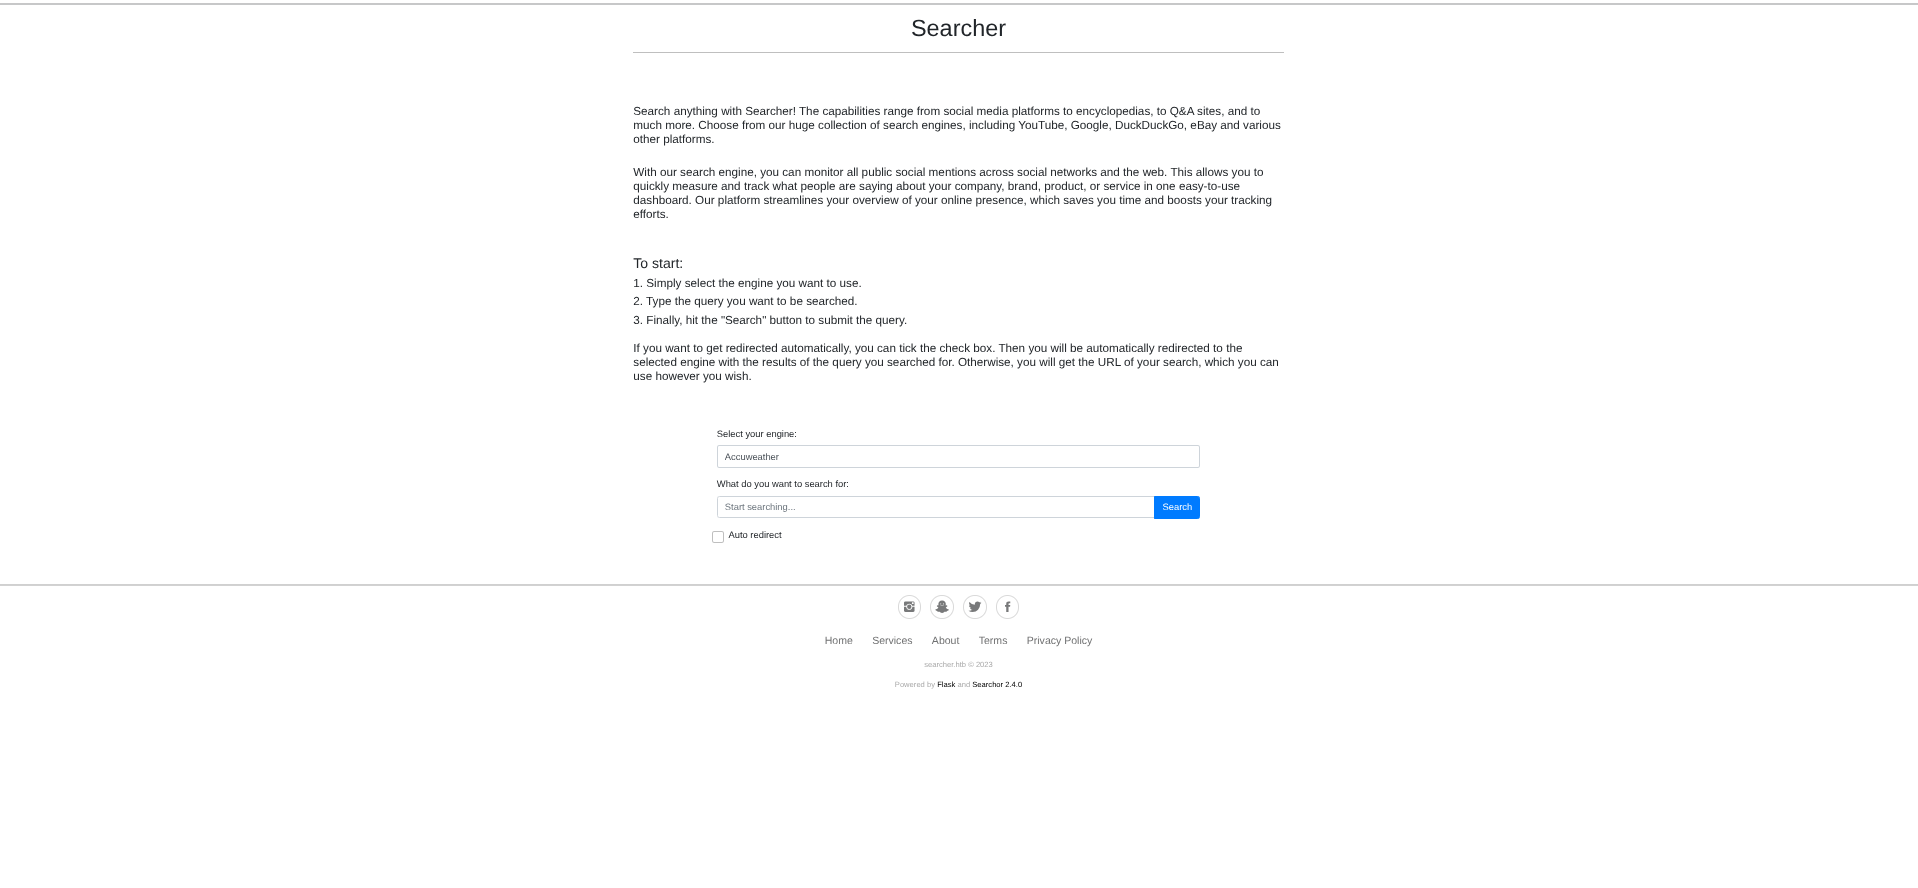 Searcher
Search anything with Searcher! The capabilities range from social media platforms to encyclopedias, to Q&A sites, and to
much more. Choose from our huge collection of search engines, including YouTube, Google, DuckDuckGo, eBay and various
other platforms.
With our search engine, you can monitor all public social mentions across social networks and the web. This allows you to
quickly measure and track what people are saying about your company, brand, product, or service in one easy-to-use
dashboard. Our platform streamlines your overview of your online presence, which saves you time and boosts your tracking
efforts.
To start:
1. Simply select the engine you want to use.
2. Type the query you want to be searched.
3. Finally, hit the "Search" button to submit the query.
If you want to get redirected automatically, you can tick the check box. Then you will be automatically redirected to the
selected engine with the results of the query you searched for. Otherwise, you will get the URL of your search, which you can
use however you wish.
Select your engine:
Accuweather
What do you want to search for:
Start searching... Search
Auto redirect
Home Services About Terms Privacy Policy
searcher.htb © 2023
Powered by Flask and Searchor 2.4.0